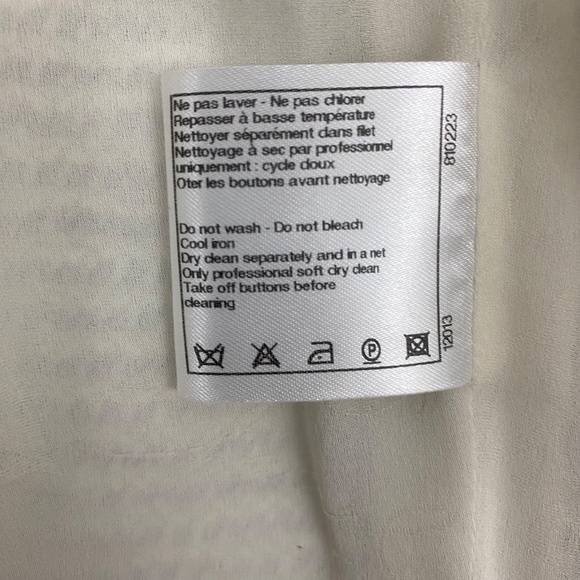 Ne pas laver - Ne pas chlorer
Repasser à basse température
Nettoyer séparément dans filet
Nettoyage à sec par professionnel
uniquement : cycle doux
Oter les boutons avant nettoyage
Do not wash - Do not bleach
Cool iron
Dry clean separately and in a net
Only professional soft dry clean
Take off buttons before
cleaning
P
810223
12013